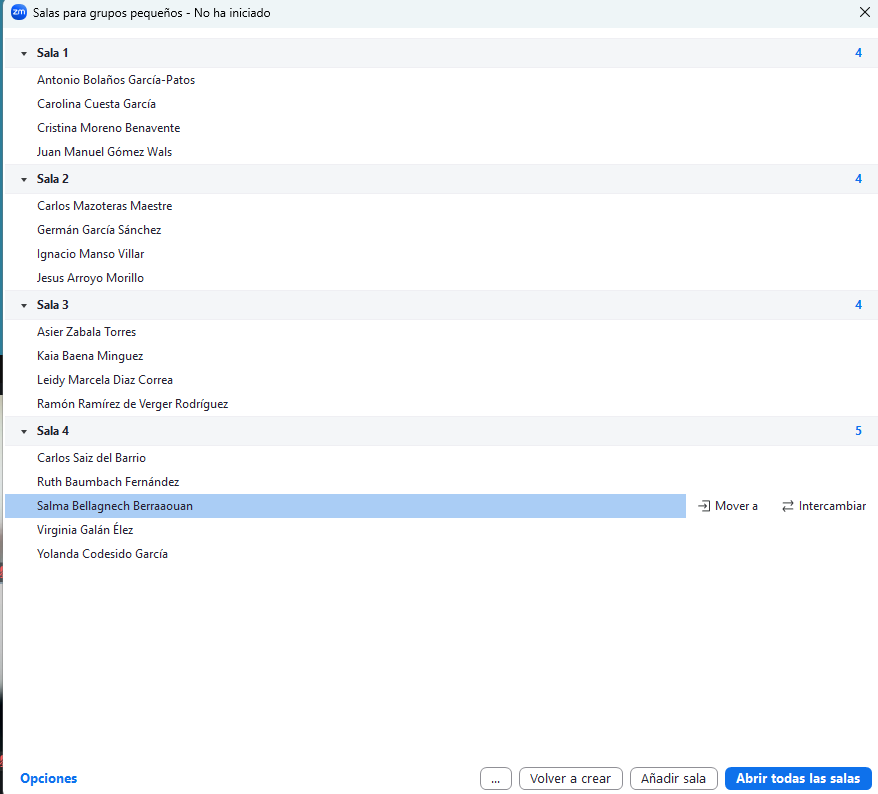 zm Salas para grupos pequeños - No ha iniciado
Sala 1 4
Antonio Bolaños García-Patos
Carolina Cuesta García
Cristina Moreno Benavente
Juan Manuel Gómez Wals
Sala 2 4
Carlos Mazoteras Maestre
Germán García Sánchez
Ignacio Manso Villar
Jesus Arroyo Morillo
Sala 3 4
Asier Zabala Torres
Kaia Baena Minguez
Leidy Marcela Diaz Correa
Ramón Ramírez de Verger Rodríguez
Sala 4 5
Carlos Saiz del Barrio
Ruth Baumbach Fernández
Salma Bellagnech Berraaouan Mover a Intercambiar
Virginia Galán Élez
Yolanda Codesido García
Opciones ... Volver a crear Añadir sala Abrir todas las salas